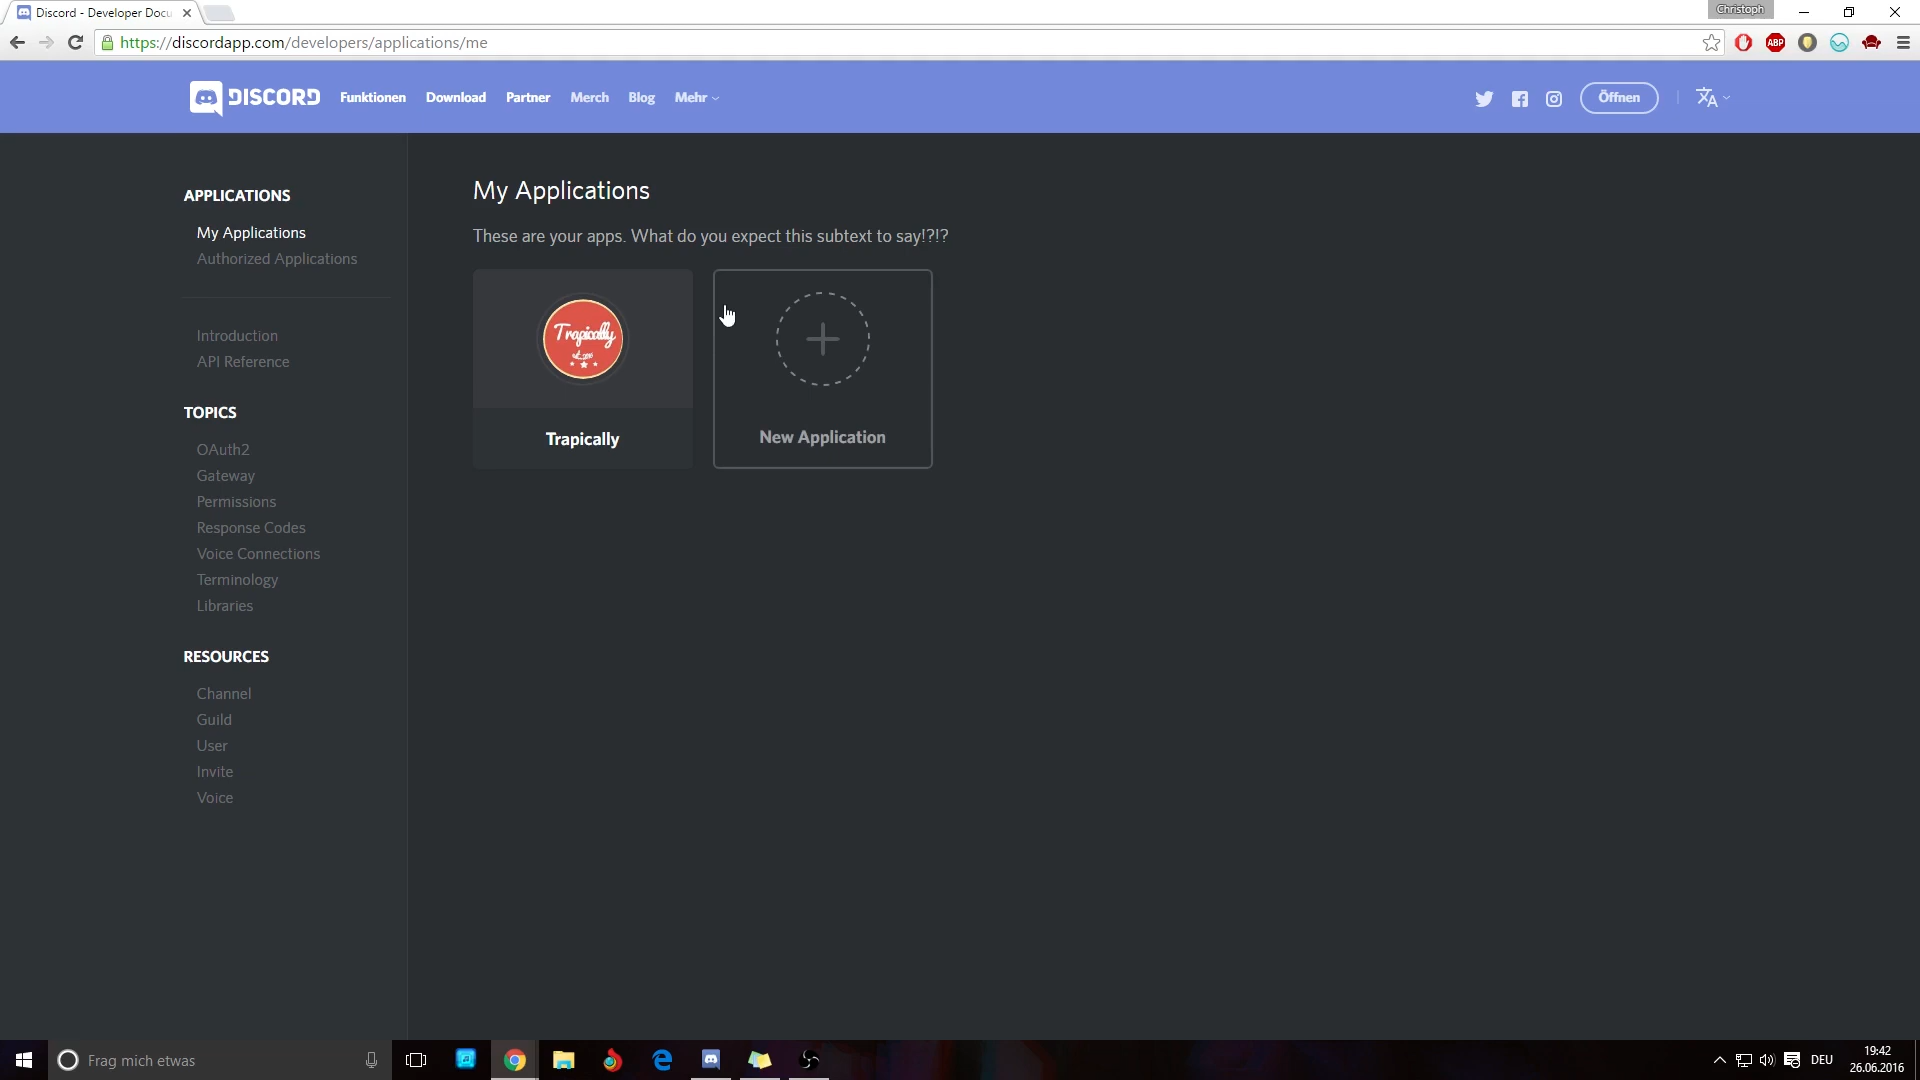 Discord - Developer Docu
Christoph
https://discordapp.com/developers/applications/me
ABP
DISCORD
Funktionen
Download
Partner
Merch
Blog
Mehr
Öffnen
APPLICATIONS
My Applications
Authorized Applications
Introduction
API Reference
TOPICS
OAuth2
Gateway
Permissions
Response Codes
Voice Connections
Terminology
Libraries
RESOURCES
Channel
Guild
User
Invite
Voice
My Applications
These are your apps. What do you expect this subtext to say!?!?
Trapically
Trapically
New Application
Frag mich etwas
DEU
19:42
26.06.2016